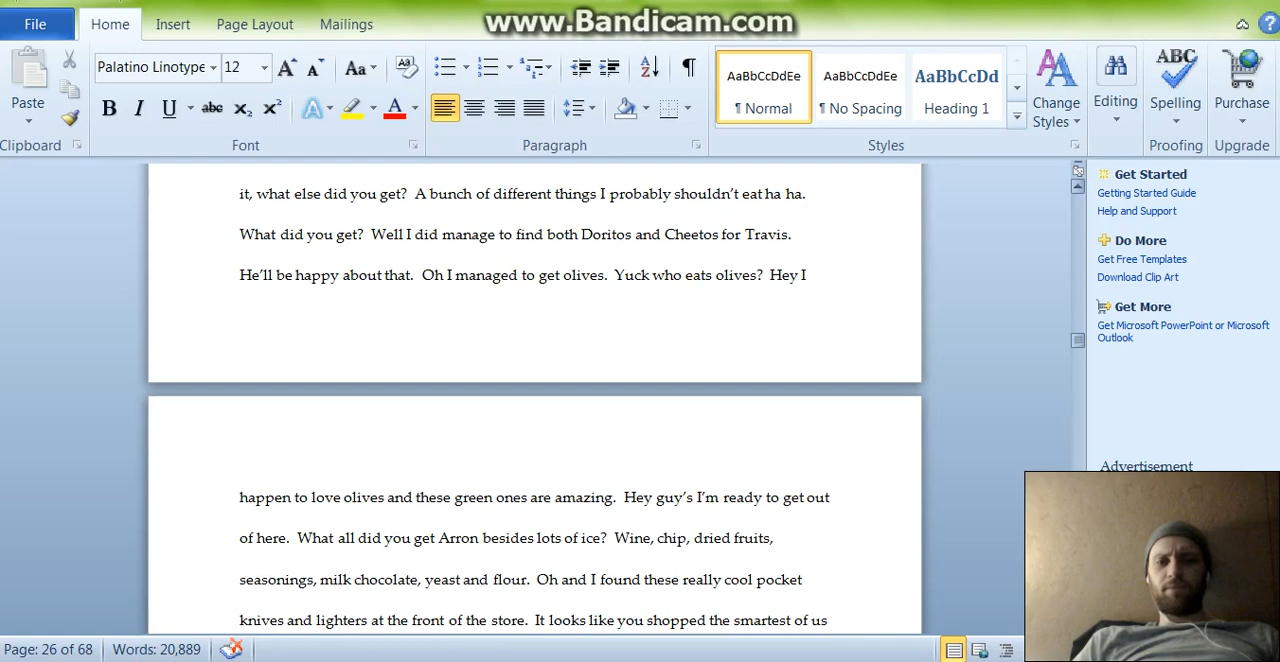 www.Bandicam.com
File
Home
Insert
Page Layout
Mailings
Paste
Clipboard
Palatino Linotype
12
A
A
Aa
B I U abc X₂ X²
A
A
Font
Paragraph
AaBbCcDdEe
¶ Normal
AaBbCcDdEe
¶ No Spacing
AaBbCcDd
Heading 1
Change
Styles
Styles
Editing
ABC
Spelling
Proofing
Purchase
Upgrade
it, what else did you get? A bunch of different things I probably shouldn't eat ha ha.
What did you get? Well I did manage to find both Doritos and Cheetos for Travis.
He'll be happy about that. Oh I managed to get olives. Yuck who eats olives? Hey I
happen to love olives and these green ones are amazing. Hey guy's I'm ready to get out
of here. What all did you get Arron besides lots of ice? Wine, chip, dried fruits,
seasonings, milk chocolate, yeast and flour. Oh and I found these really cool pocket
knives and lighters at the front of the store. It looks like you shopped the smartest of us
Get Started
Getting Started Guide
Help and Support
Do More
Get Free Templates
Download Clip Art
Get More
Get Microsoft PowerPoint or Microsoft
Outlook
Advertisement
Page: 26 of 68
Words: 20,889